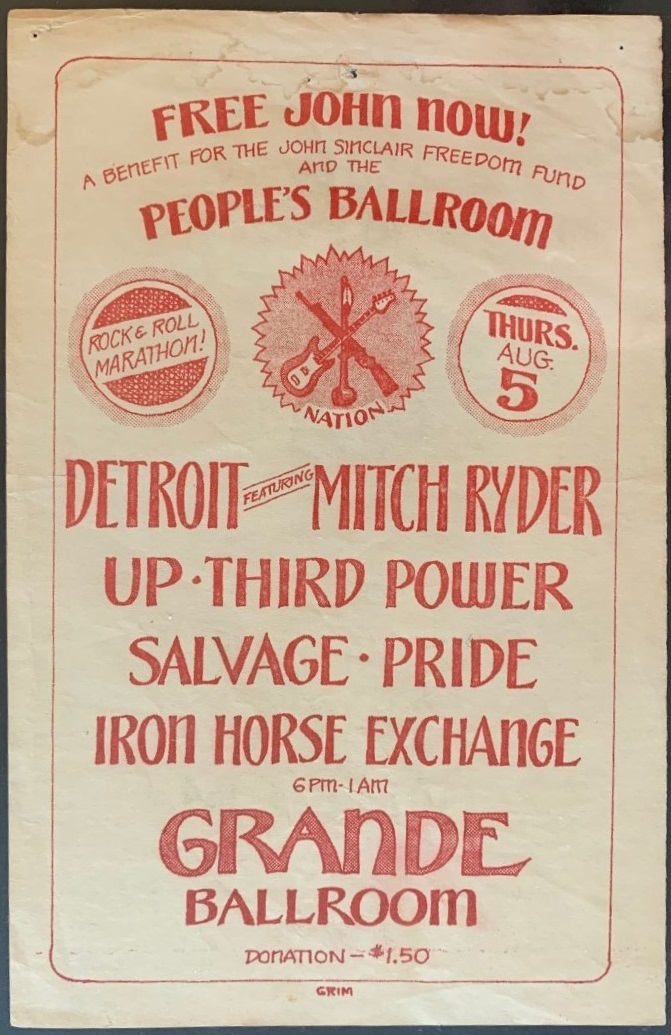 FREE JOHN NOW!
A BENEFIT FOR THE JOHN SINCLAIR FREEDOM FUND
AND THE
PEOPLE'S BALLROOM
ROCK & ROLL
MARATHON!
NATION
THURS.
AUG.
5
DETROIT FEATURING MITCH RYDER
UP · THIRD POWER
SALVAGE · PRIDE
IRON HORSE EXCHANGE
6PM-1AM
GRANDE
BALLROOM
DONATION - $1.50
GRIM